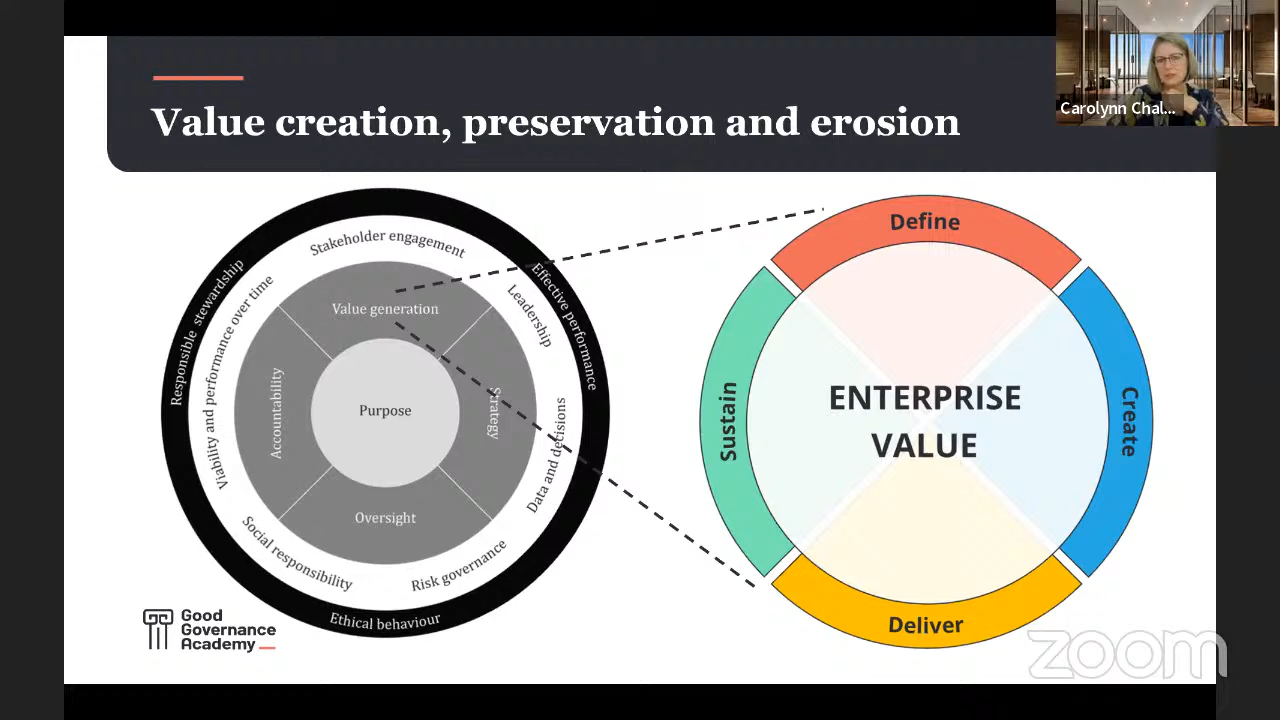 Value creation, preservation and erosion
Carolynn Chal...
Responsible stewardship
Effective performance
Ethical behaviour
Stakeholder engagement
Leadership
Data and decisions
Risk governance
Social responsibility
Viability and performance over time
Value generation
Strategy
Oversight
Accountability
Purpose
Define
Create
Deliver
Sustain
ENTERPRISE
VALUE
Good
Governance
Academy
zoom